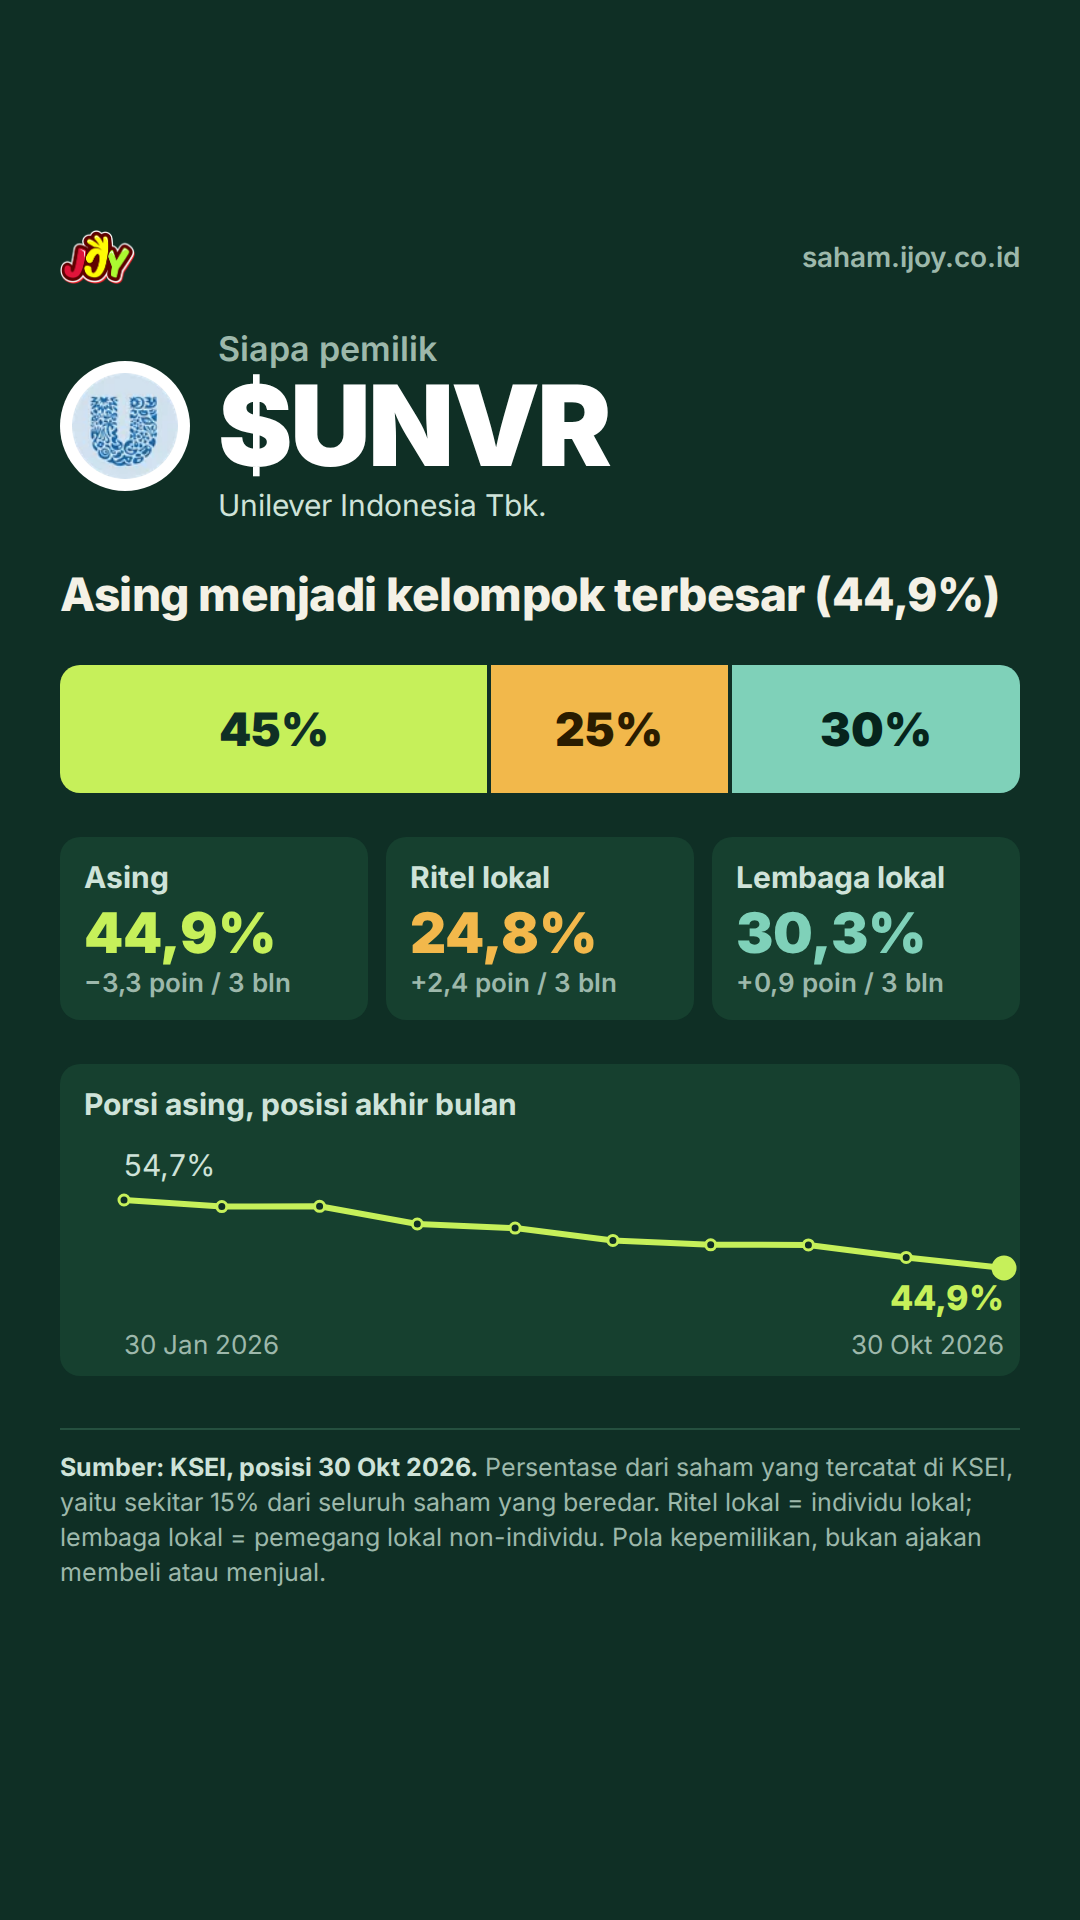 JOY
saham.ijoy.co.id
Siapa pemilik
$UNVR
Unilever Indonesia Tbk.
U
Asing menjadi kelompok terbesar (44,9%)
45% 25% 30%
Asing
44,9%
−3,3 poin / 3 bln
Ritel lokal
24,8%
+2,4 poin / 3 bln
Lembaga lokal
30,3%
+0,9 poin / 3 bln
Porsi asing, posisi akhir bulan
54,7%
44,9%
30 Jan 2026 30 Okt 2026
Sumber: KSEI, posisi 30 Okt 2026. Persentase dari saham yang tercatat di KSEI,
yaitu sekitar 15% dari seluruh saham yang beredar. Ritel lokal = individu lokal;
lembaga lokal = pemegang lokal non-individu. Pola kepemilikan, bukan ajakan
membeli atau menjual.